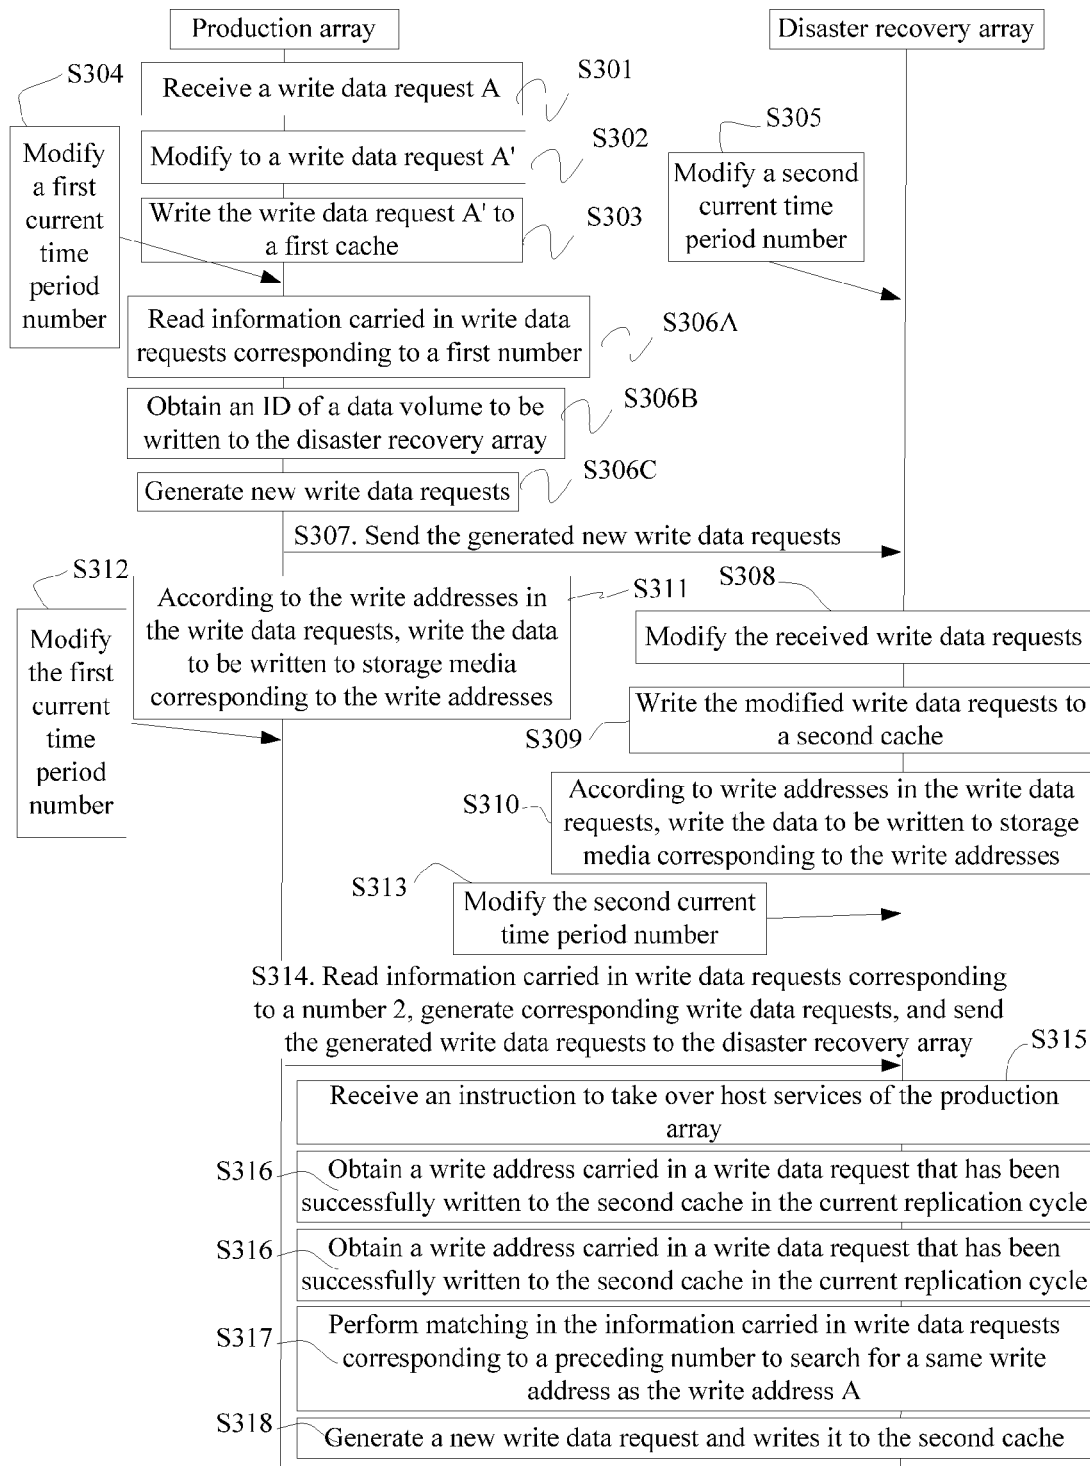 Production array
Disaster recovery array
S304
S301
Receive a write data request A
S305
S302
Modify to a write data request A'
Modify
a first
current
time
period
number
Modify a second
current time
period number
Write the write data request A' to
a first cache
S303
Read information carried in write data
requests corresponding to a first number
S306A
Obtain an ID of a data volume to be
written to the disaster recovery array
S306B
Generate new write data requests
S306C
S307. Send the generated new write data requests
S312
S308
S311
According to the write addresses in
the write data requests, write the data
to be written to storage media
corresponding to the write addresses
Modify
the first
current
time
period
number
Modify the received write data requests
Write the modified write data requests to
a second cache
S309
S310
According to write addresses in the write data
requests, write the data to be written to storage
media corresponding to the write addresses
S313
Modify the second current
time period number
S314. Read information carried in write data requests corresponding
to a number 2, generate corresponding write data requests, and send
the generated write data requests to the disaster recovery array
S315
Receive an instruction to take over host services of the production
array
S316
Obtain a write address carried in a write data request that has been
successfully written to the second cache in the current replication cycle
S316
Obtain a write address carried in a write data request that has been
successfully written to the second cache in the current replication cycle
S317
Perform matching in the information carried in write data requests
corresponding to a preceding number to search for a same write
address as the write address A
S318
Generate a new write data request and writes it to the second cache